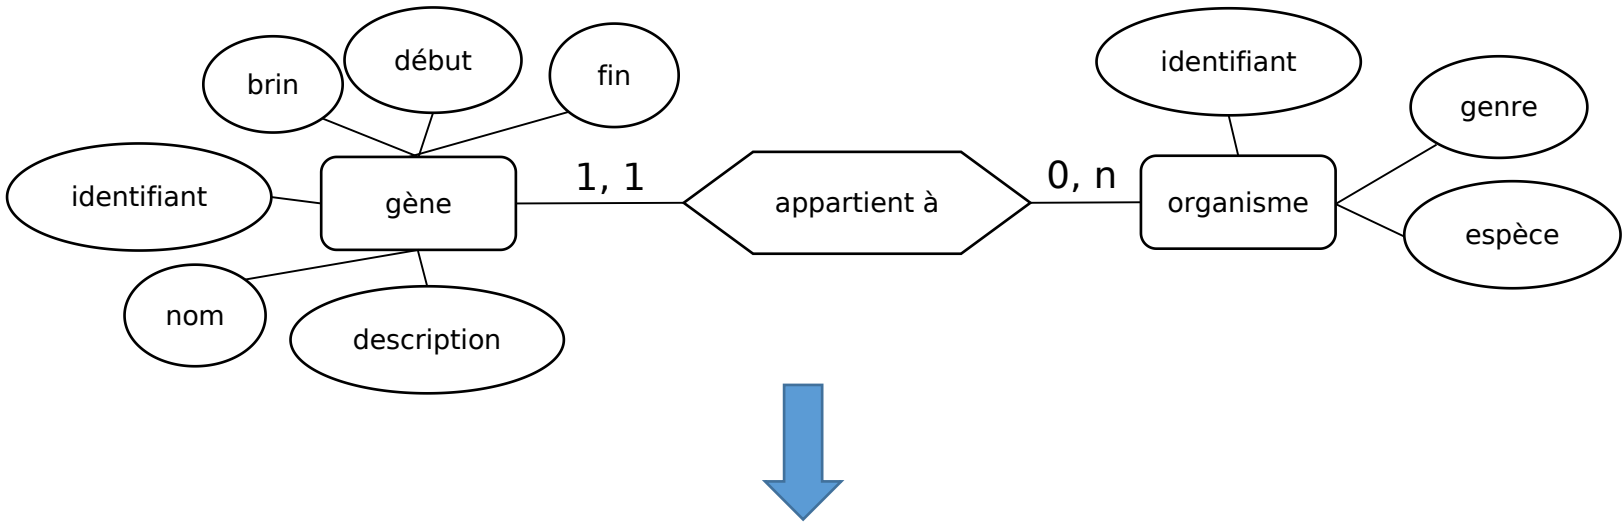 brin
début
fin
identifiant
genre
identifiant
gène
1, 1
appartient à
0, n
organisme
espèce
nom
description